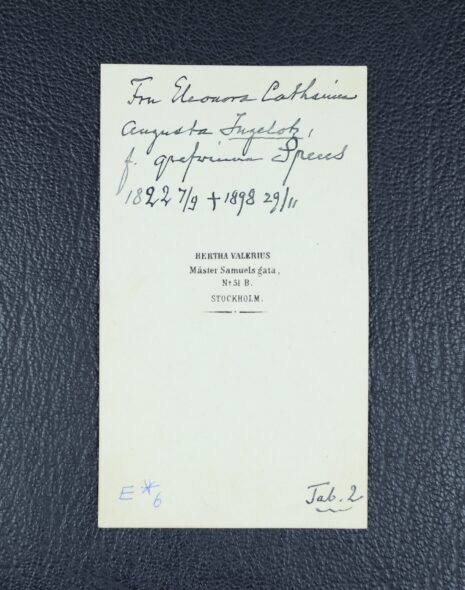 Fru Eleonora Catharina
Augusta Ingelotz,
f. grefvinna Spens
1822 7/9 + 1898 29/11
BERTHA VALERIUS
Mäster Samuels gata,
No 51 B.
STOCKHOLM.
E * 6
Tab. 2